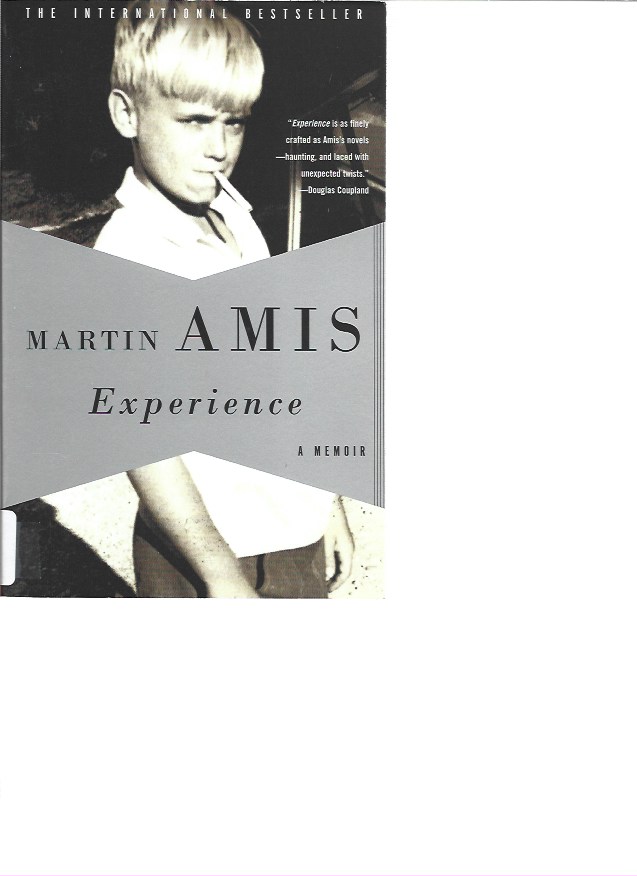 THE INTERNATIONAL BESTSELLER
“Experience is as finely
crafted as Amis's novels
—haunting, and laced with
unexpected twists.”
—Douglas Coupland
MARTIN AMIS
Experience
A MEMOIR